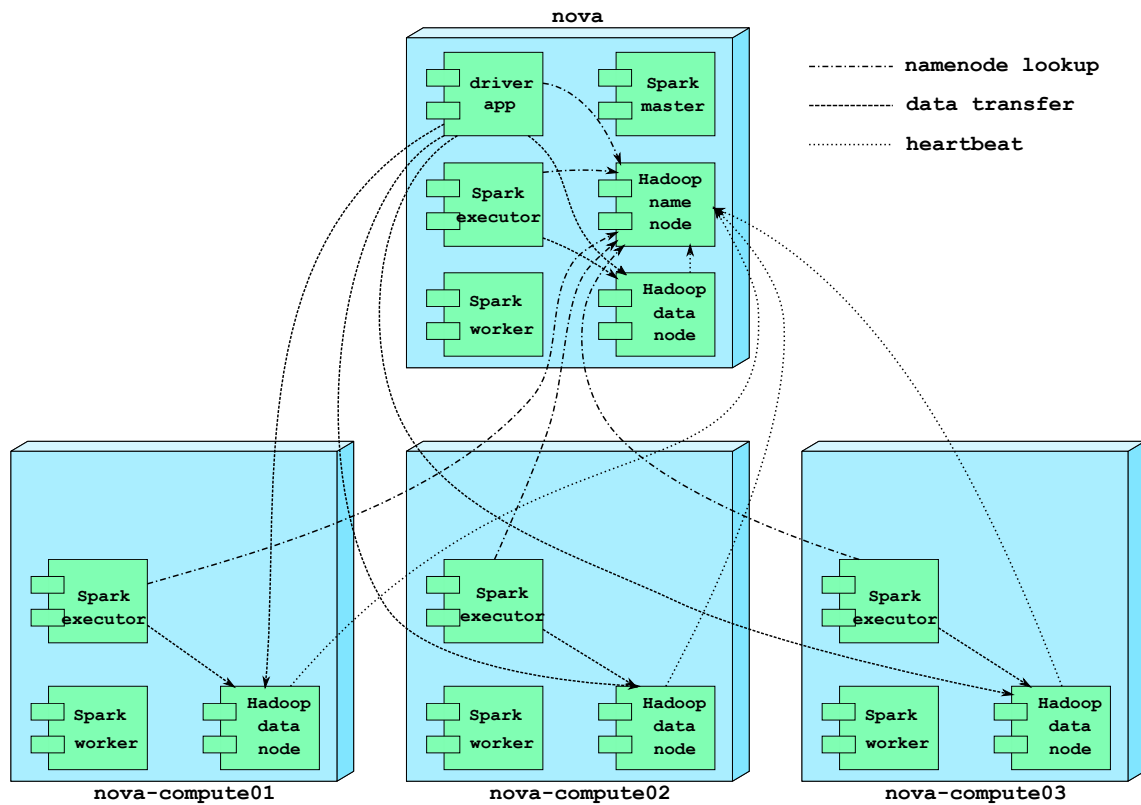 nova
driver
app
Spark
master
Spark
executor
Hadoop
name
node
Spark
worker
Hadoop
data
node
namenode lookup
data transfer
heartbeat
Spark
executor
Spark
worker
Hadoop
data
node
nova-compute01
Spark
executor
Spark
worker
Hadoop
data
node
nova-compute02
Spark
executor
Spark
worker
Hadoop
data
node
nova-compute03